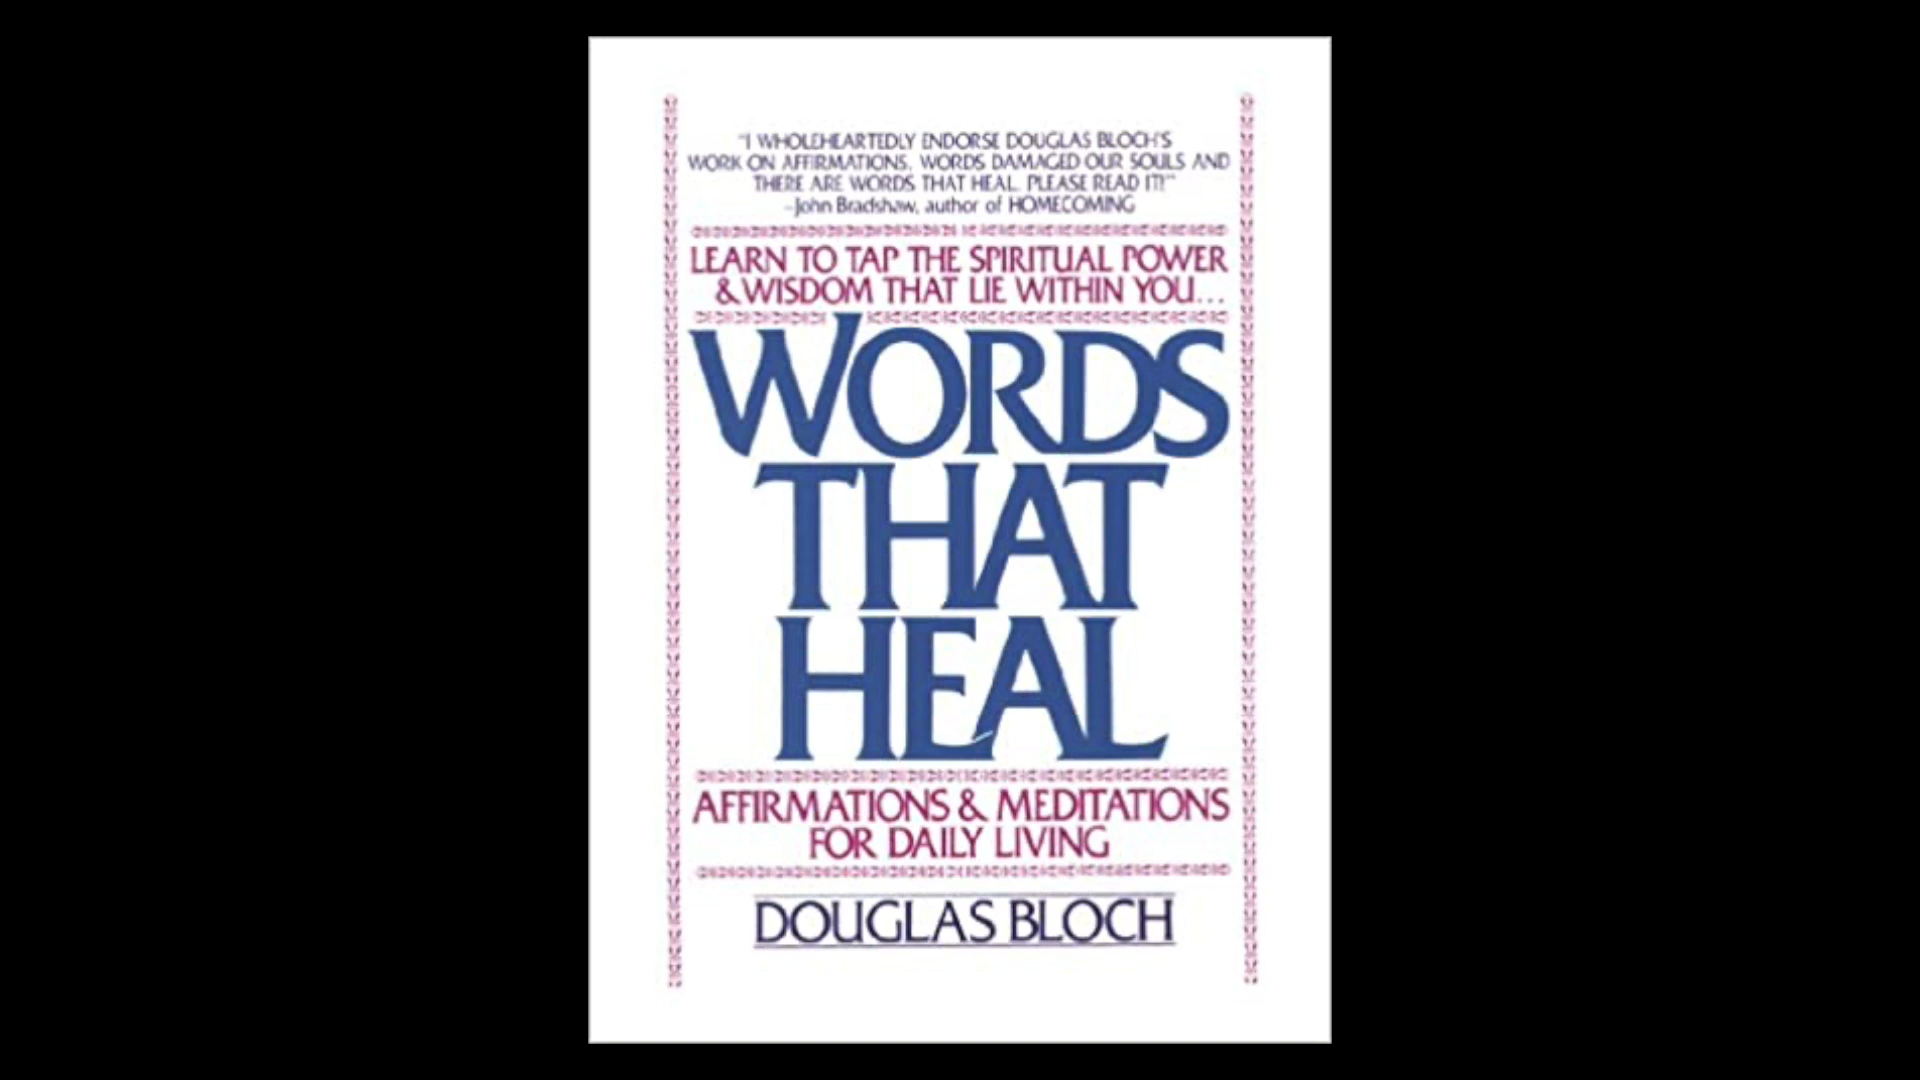 "I WHOLEHEARTEDLY ENDORSE DOUGLAS BLOCH'S
WORK ON AFFIRMATIONS. WORDS DAMAGED OUR SOULS AND
THERE ARE WORDS THAT HEAL. PLEASE READ IT!"
–John Bradshaw, author of HOMECOMING
LEARN TO TAP THE SPIRITUAL POWER
& WISDOM THAT LIE WITHIN YOU...
WORDS
THAT
HEAL
AFFIRMATIONS & MEDITATIONS
FOR DAILY LIVING
DOUGLAS BLOCH